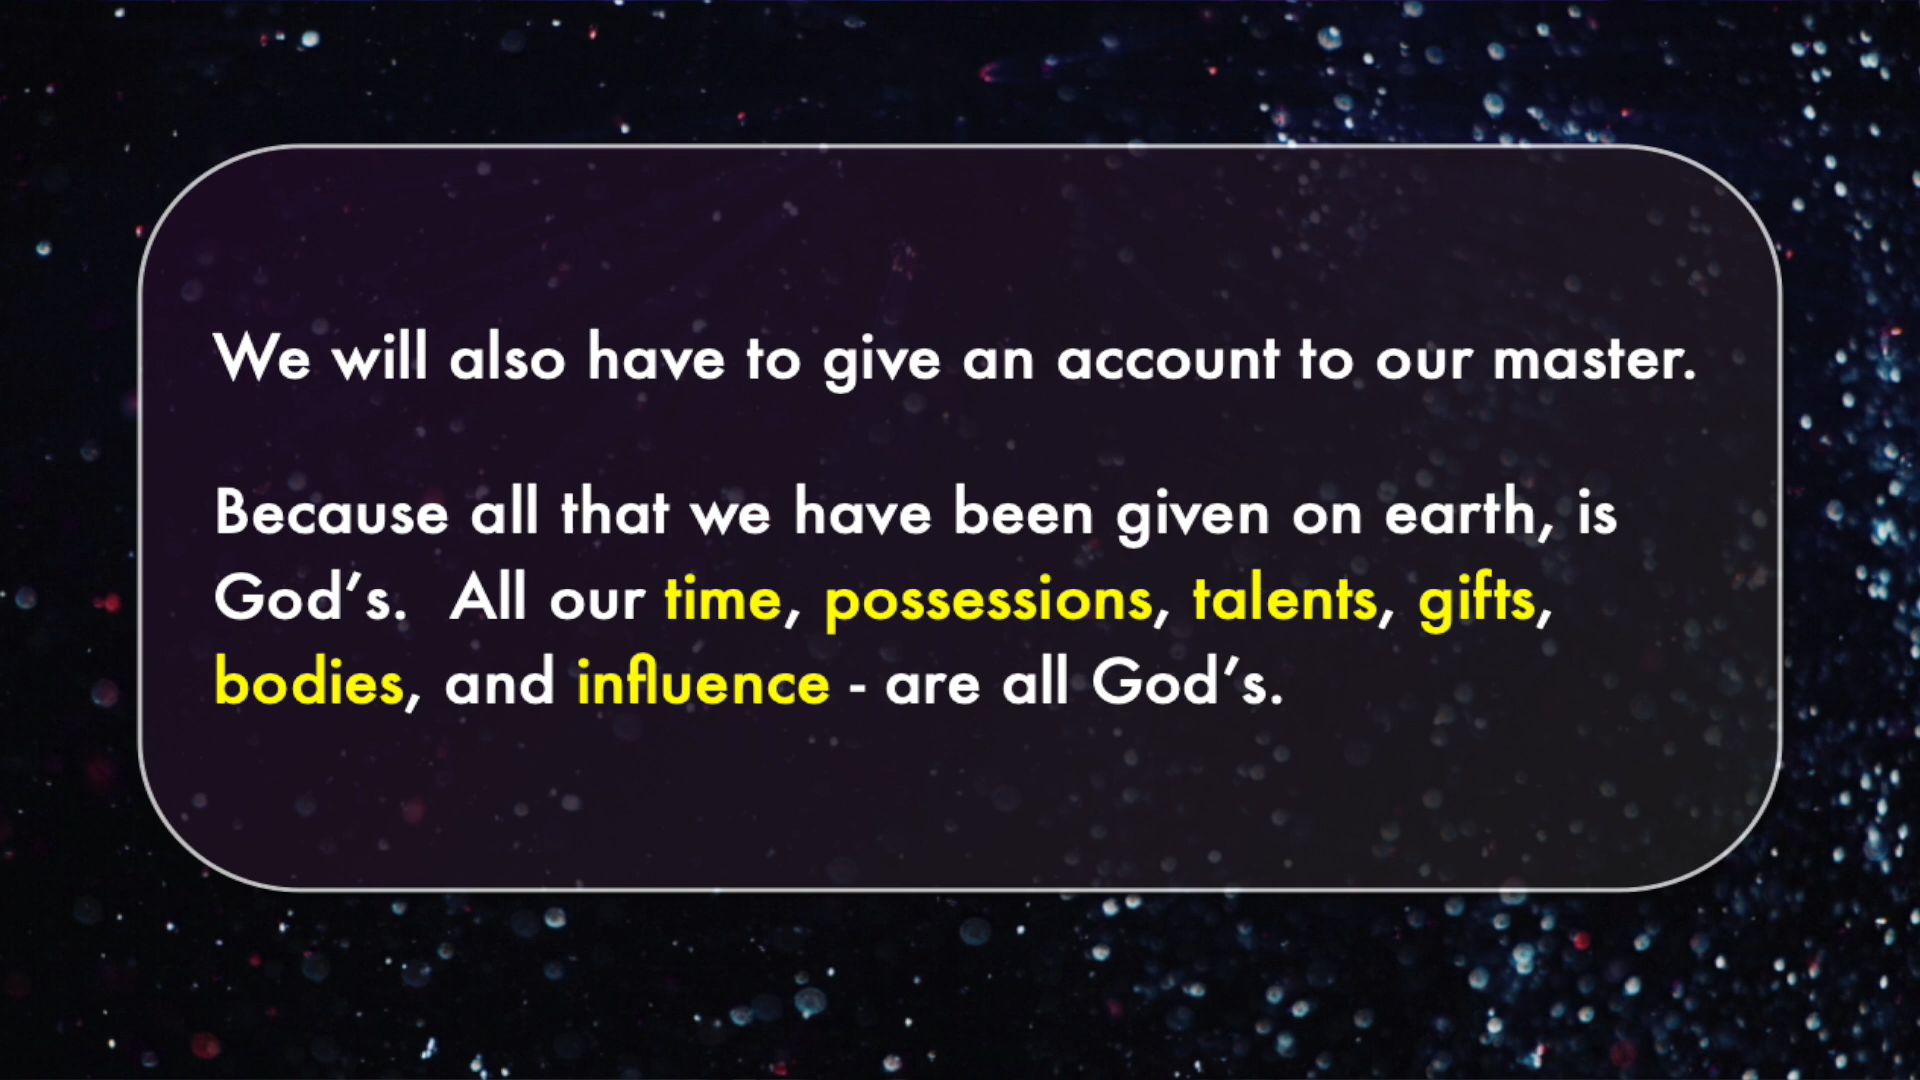 We will also have to give an account to our master.
Because all that we have been given on earth, is
God’s.  All our time, possessions, talents, gifts,
bodies, and influence - are all God’s.